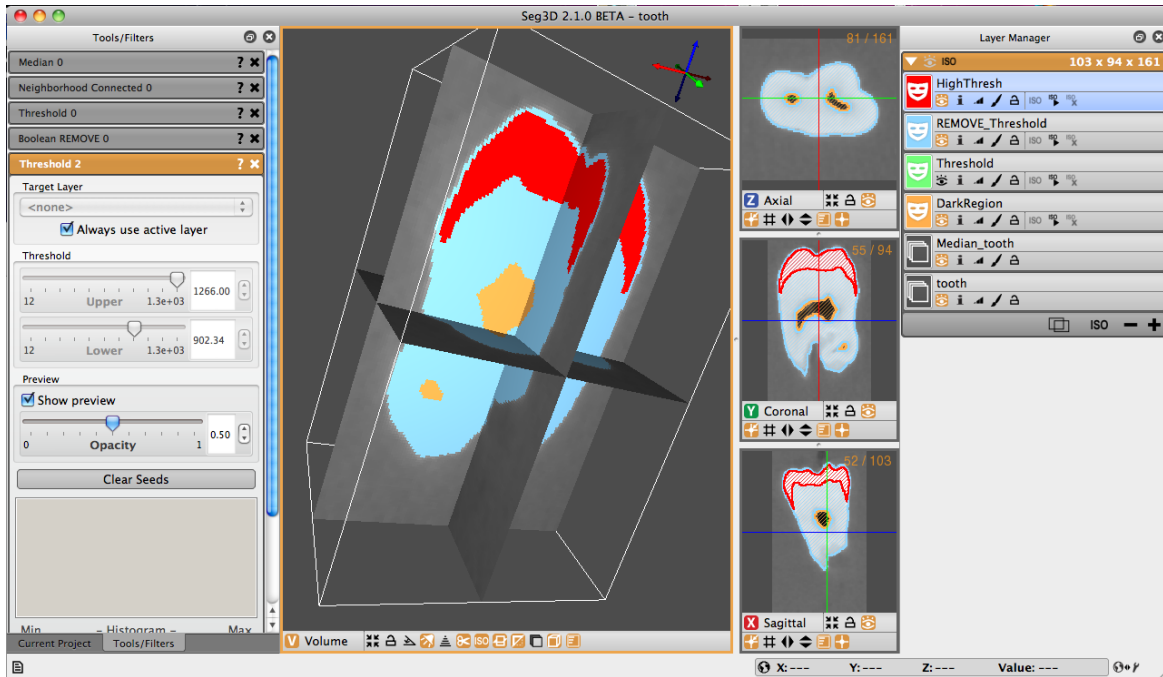 Seg3D 2.1.0 BETA – tooth
Tools/Filters
Median 0
Neighborhood Connected 0
Threshold 0
Boolean REMOVE 0
Threshold 2
Target Layer
<none>
Always use active layer
Threshold
12 Upper 1.3e+03 1266.00
12 Lower 1.3e+03 902.34
Preview
Show preview
0 Opacity 1 0.50
Clear Seeds
Min – Histogram – Max
Current Project Tools/Filters
V Volume ISO
81 / 161
Z Axial
55 / 94
Y Coronal
52 / 103
X Sagittal
Layer Manager
ISO 103 x 94 x 161
HighThresh
ISO
REMOVE_Threshold
ISO
Threshold
ISO
DarkRegion
ISO
Median_tooth
tooth
ISO
X: --- Y: --- Z: --- Value: ---